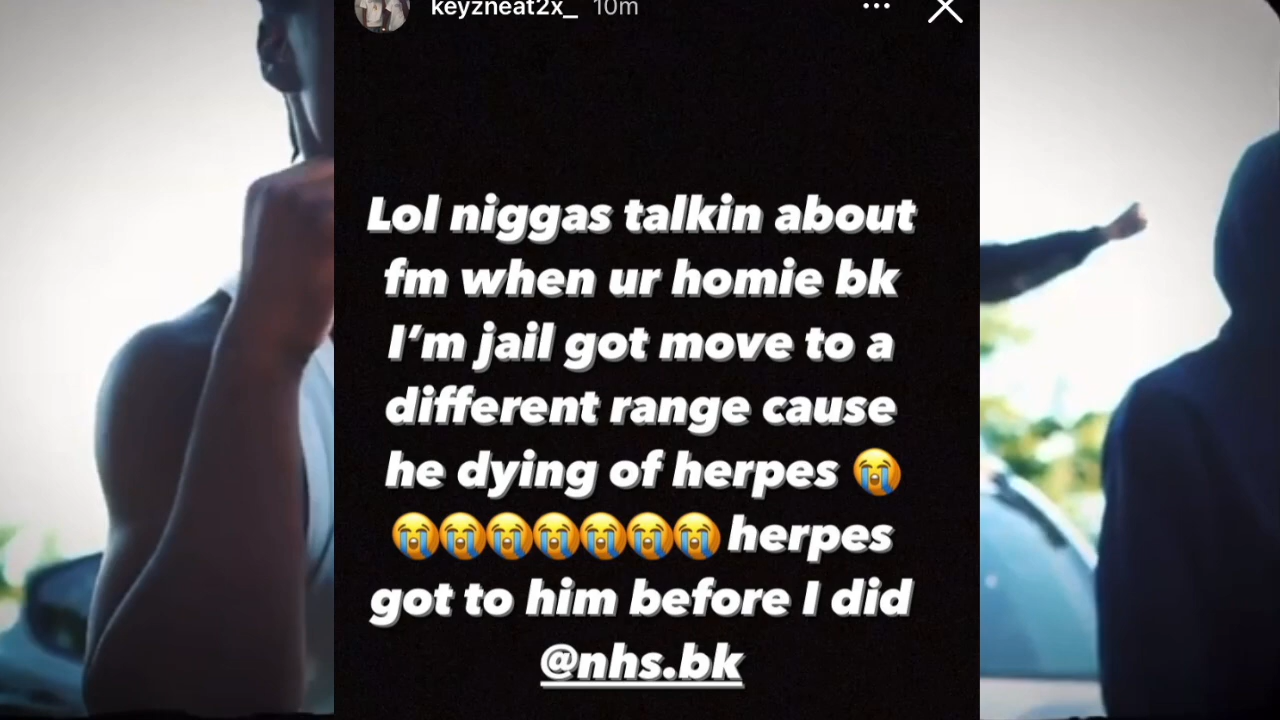 keyzneat2x_ 10m
Lol niggas talkin about
fm when ur homie bk
I'm jail got move to a
different range cause
he dying of herpes 😭
😭😭😭😭😭😭😭 herpes
got to him before I did
@nhs.bk